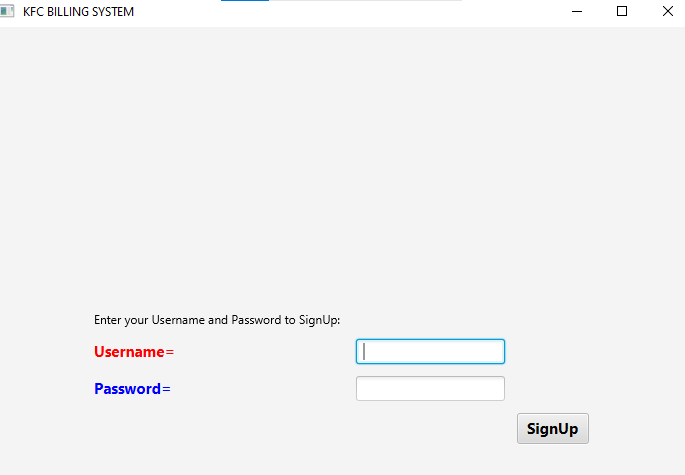 KFC BILLING SYSTEM
Enter your Username and Password to SignUp:
Username=
Password=
SignUp